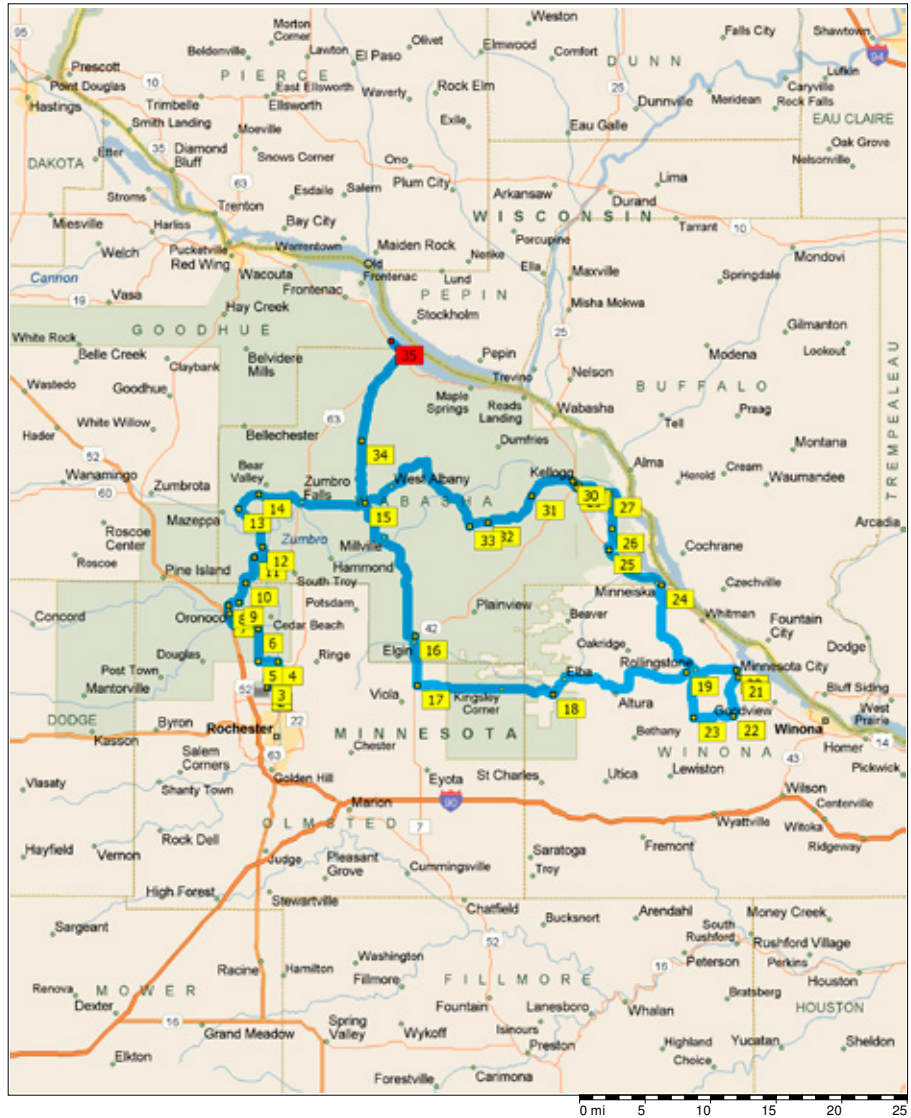 Weston
Morton Corner
Olivet
Falls City
Shawtown
95
Beldonville
Lawton
El Paso
Elmwood
Comfort
94
Prescott
PIERCE
DUNN
Lufkin
Point Douglas
10
East Ellsworth
Waverly
Rock Elm
25
Caryville
Hastings
Trimbelle
Ellsworth
Dunnville
Meridean
Rock Falls
Smith Landing
Moeville
Exile
Eau Galle
EAU CLAIRE
35
Diamond Bluff
Oak Grove
DAKOTA
Etter
Snows Corner
Ono
Nelsonville
63
Esdaile
Salem
Plum City
Arkansaw
Lima
Stroms
Trenton
Durand
Miesville
Harliss
Bay City
WISCONSIN
Tarrant
10
Welch
Pucketville
Warrentown
Maiden Rock
Porcupine
Red Wing
Nerike
Mondovi
Cannon
Wacouta
Old Frontenac
Lund
Ella
Maxville
Springdale
19
Vasa
Frontenac
PEPIN
Hay Creek
Stockholm
Misha Mokwa
White Rock
GOODHUE
25
Gilmanton
Belle Creek
Belvidere Mills
35
Pepin
Modena
Lookout
Claybank
Nelson
Wastedo
Goodhue
Trevino
BUFFALO
Maple Springs
Reads Landing
Wabasha
Praag
White Willow
63
Tell
Hader
Bellechester
34
Dumfries
Montana
52
Alma
TREMPEALEAU
Wanamingo
Bear Valley
Zumbro Falls
West Albany
Kellogg
Herold
Cream
Waumandee
60
Zumbrota
30
14
WABASHA
31
27
Mazeppa
13
15
Arcadia
Roscoe Center
Zumbro
33
32
26
Millville
Cochrane
Roscoe
12
Hammond
25
Pine Island
11
South Troy
Czechville
10
Minneiska
24
Concord
Potsdam
Plainview
Beaver
Whitman
Oronoco
8
9
Cedar Beach
Fountain City
7
6
42
Oakridge
Douglas
Ringe
Elgin
16
Dodge
Post Town
5
4
Elba
Rollingstone
Minnesota City
Mantorville
52
3
Viola
17
Kingsley Corner
19
21
Bluff Siding
2
18
Altura
Goodview
West Prairie
DODGE
Byron
Rochester
22
Bethany
23
22
Winona
Kasson
MINNESOTA
WINONA
Homer
14
Salem Corners
63
Chester
43
Golden Hill
Eyota
St Charles
Utica
Lewiston
Pickwick
Vlasaty
Shanty Town
Wilson
90
Marion
Centerville
OLMSTED
7
Wyattville
Witoka
Rock Dell
Fremont
Ridgeway
Hayfield
Vernon
Judge
Pleasant Grove
Saratoga
Cummingsville
Troy
High Forest
Stewartville
Chatfield
Arendahl
Money Creek
Bucksnort
South Rushford
Sargeant
52
Rushford Village
Washington
Peterson
Perkins
Racine
Hamilton
16
Fillmore
FILLMORE
Houston
Renova
MOWER
Bratsberg
Dexter
Fountain
Lanesboro
Whalan
HOUSTON
16
Grand Meadow
Spring Valley
Wykoff
Isinours
Preston
Highland
Yucatan
Sheldon
Choice
Elkton
Forestville
Carimona
0 mi 5 10 15 20 25